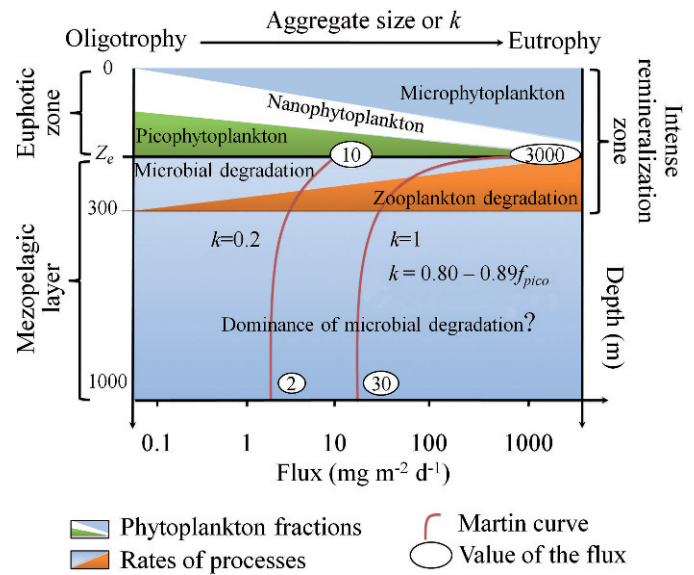 Aggregate size or k
Oligotrophy
Eutrophy
0
Euphotic zone
Microphytoplankton
Nanophytoplankton
Picophytoplankton
Intense remineralization zone
Ze
10
3000
Microbial degradation
Zooplankton degradation
300
k=0.2
k=1
k = 0.80 – 0.89fpico
Mezopelagic layer
Depth (m)
Dominance of microbial degradation?
2
30
1000
0.1 1 10 100 1000
Flux (mg m-2 d-1)
Phytoplankton fractions
Martin curve
Rates of processes
Value of the flux